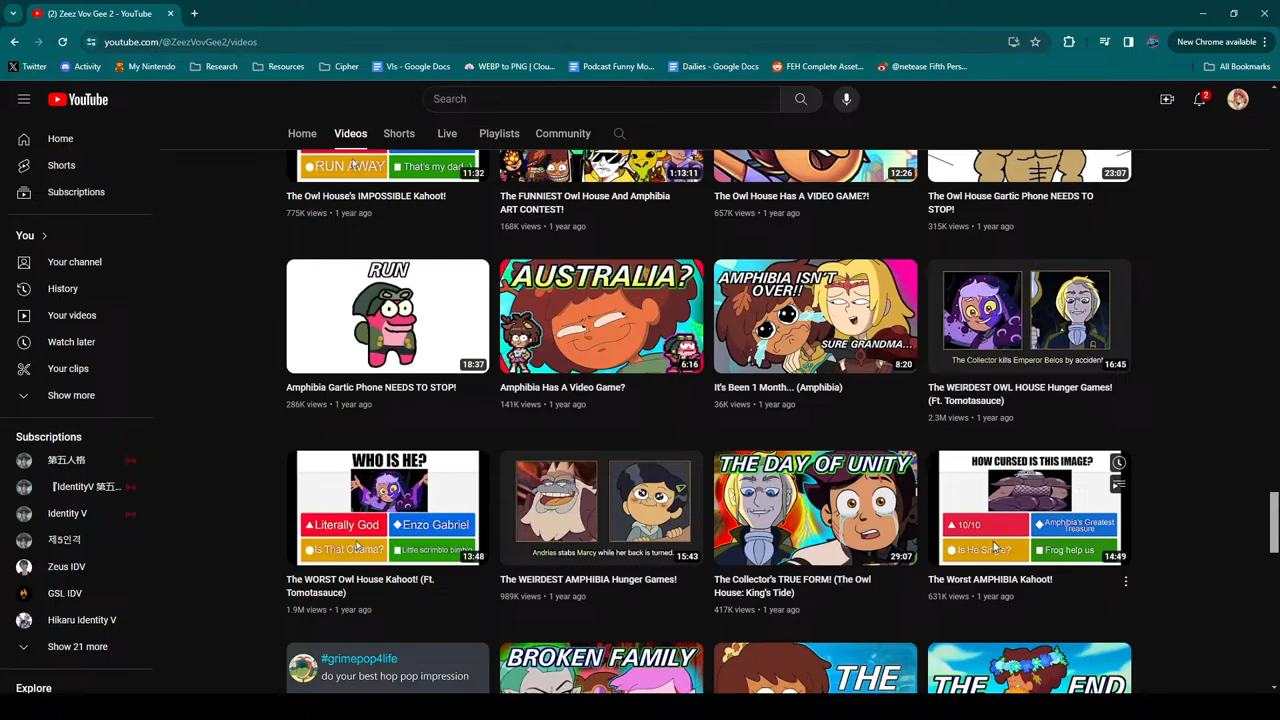 (2) Zeez Vov Gee 2 - YouTube
youtube.com/@ZeezVovGee2/videos
New Chrome available
Twitter
Activity
My Nintendo
Research
Resources
Cipher
VIs - Google Docs
WEBP to PNG | Clou...
Podcast Funny Mo...
Dailies - Google Docs
FEH Complete Asset...
@netease Fifth Pers...
All Bookmarks
YouTube
Search
2
Home
Videos
Shorts
Live
Playlists
Community
Home
Shorts
Subscriptions
You
Your channel
History
Your videos
Watch later
Your clips
Show more
Subscriptions
第五人格
『IdentityV 第五...
Identity V
제5인격
Zeus IDV
GSL IDV
Hikaru Identity V
Show 21 more
Explore
RUN AWAY
That's my dad :)
11:32
The Owl House's IMPOSSIBLE Kahoot!
775K views • 1 year ago
1:13:11
The FUNNIEST Owl House And Amphibia
ART CONTEST!
168K views • 1 year ago
12:26
The Owl House Has A VIDEO GAME?!
657K views • 1 year ago
23:07
The Owl House Gartic Phone NEEDS TO
STOP!
315K views • 1 year ago
RUN
18:37
Amphibia Gartic Phone NEEDS TO STOP!
286K views • 1 year ago
AUSTRALIA?
6:16
Amphibia Has A Video Game?
141K views • 1 year ago
AMPHIBIA ISN'T
OVER!!
SURE GRANDMA...
8:20
It's Been 1 Month... (Amphibia)
36K views • 1 year ago
The Collector kills Emperor Belos by accident
16:45
The WEIRDEST OWL HOUSE Hunger Games!
(Ft. Tomotasauce)
2.3M views • 1 year ago
WHO IS HE?
Literally God
Enzo Gabriel
Is That Obama?
Little scrimblo bimblo
13:48
The WORST Owl House Kahoot! (Ft.
Tomotasauce)
1.9M views • 1 year ago
Andrias stabs Marcy while her back is turned.
15:43
The WEIRDEST AMPHIBIA Hunger Games!
989K views • 1 year ago
THE DAY OF UNITY
29:07
The Collector's TRUE FORM! (The Owl
House: King's Tide)
417K views • 1 year ago
HOW CURSED IS THIS IMAGE?
10/10
Amphibia's Greatest
Treasure
Is He Single?
Frog help us
14:49
The Worst AMPHIBIA Kahoot!
631K views • 1 year ago
#grimepop4life
do your best hop pop impression
BROKEN FAMILY
THE
THE END